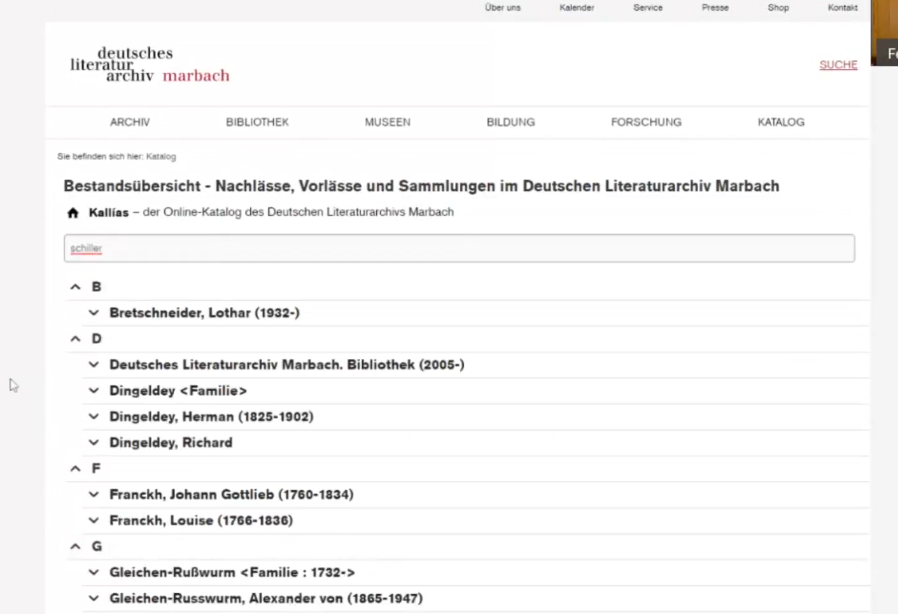 Über uns Kalender Service Presse Shop Kontakt
deutsches
literatur
archiv marbach
SUCHE
ARCHIV BIBLIOTHEK MUSEEN BILDUNG FORSCHUNG KATALOG
Sie befinden sich hier: Katalog
Bestandsübersicht - Nachlässe, Vorlässe und Sammlungen im Deutschen Literaturarchiv Marbach
Kallías – der Online-Katalog des Deutschen Literaturarchivs Marbach
schiller
B
Bretschneider, Lothar (1932-)
D
Deutsches Literaturarchiv Marbach. Bibliothek (2005-)
Dingeldey <Familie>
Dingeldey, Herman (1825-1902)
Dingeldey, Richard
F
Franckh, Johann Gottlieb (1760-1834)
Franckh, Louise (1766-1836)
G
Gleichen-Rußwurm <Familie : 1732->
Gleichen-Russwurm, Alexander von (1865-1947)